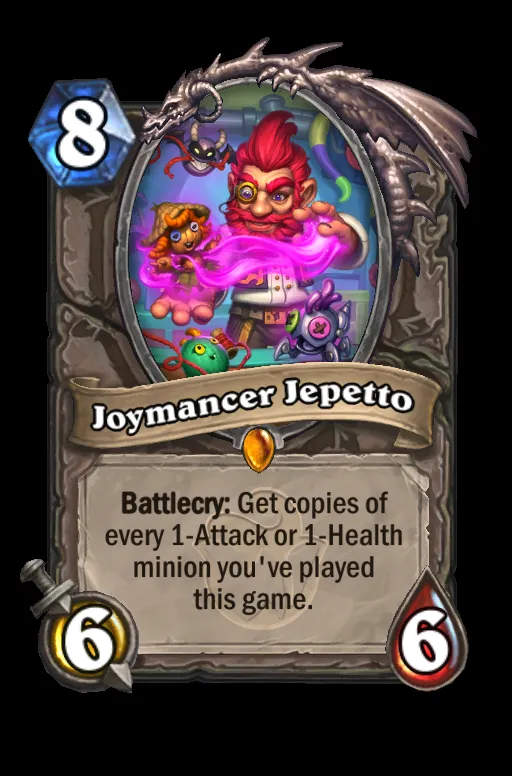 8
Joymancer Jepetto
Battlecry: Get copies of
every 1-Attack or 1-Health
minion you've played
this game.
6
6